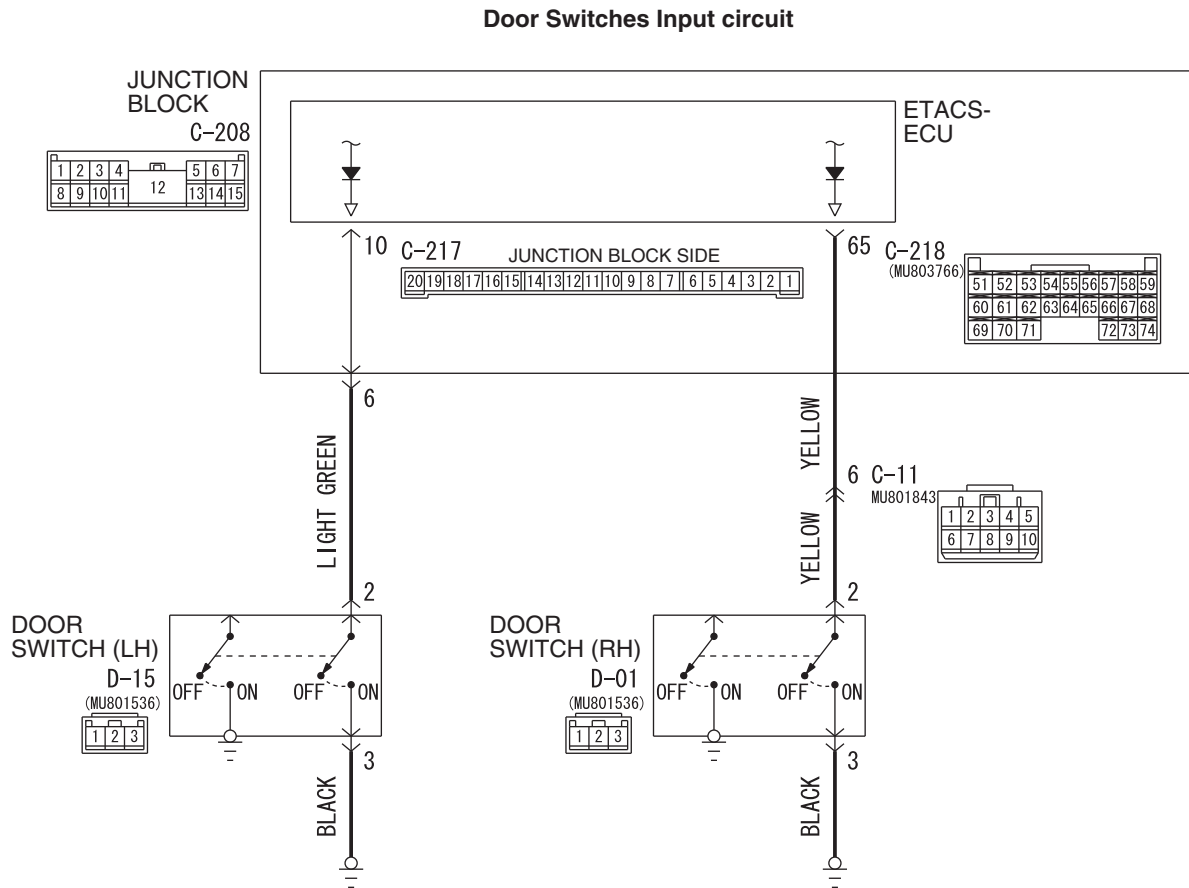 Door Switches Input circuit
JUNCTION
BLOCK
C-208
1 2 3 4 5 6 7
8 9 10 11 12 13 14 15
ETACS-
ECU
10 C-217 JUNCTION BLOCK SIDE
20 19 18 17 16 15 14 13 12 11 10 9 8 7 6 5 4 3 2 1
65 C-218
(MU803766)
51 52 53 54 55 56 57 58 59
60 61 62 63 64 65 66 67 68
69 70 71 72 73 74
6
LIGHT GREEN
YELLOW
6 C-11
MU801843
1 2 3 4 5
6 7 8 9 10
YELLOW
2
2
DOOR
SWITCH (LH)
D-15
(MU801536)
1 2 3
OFF ON OFF ON
3
BLACK
DOOR
SWITCH (RH)
D-01
(MU801536)
1 2 3
OFF ON OFF ON
3
BLACK